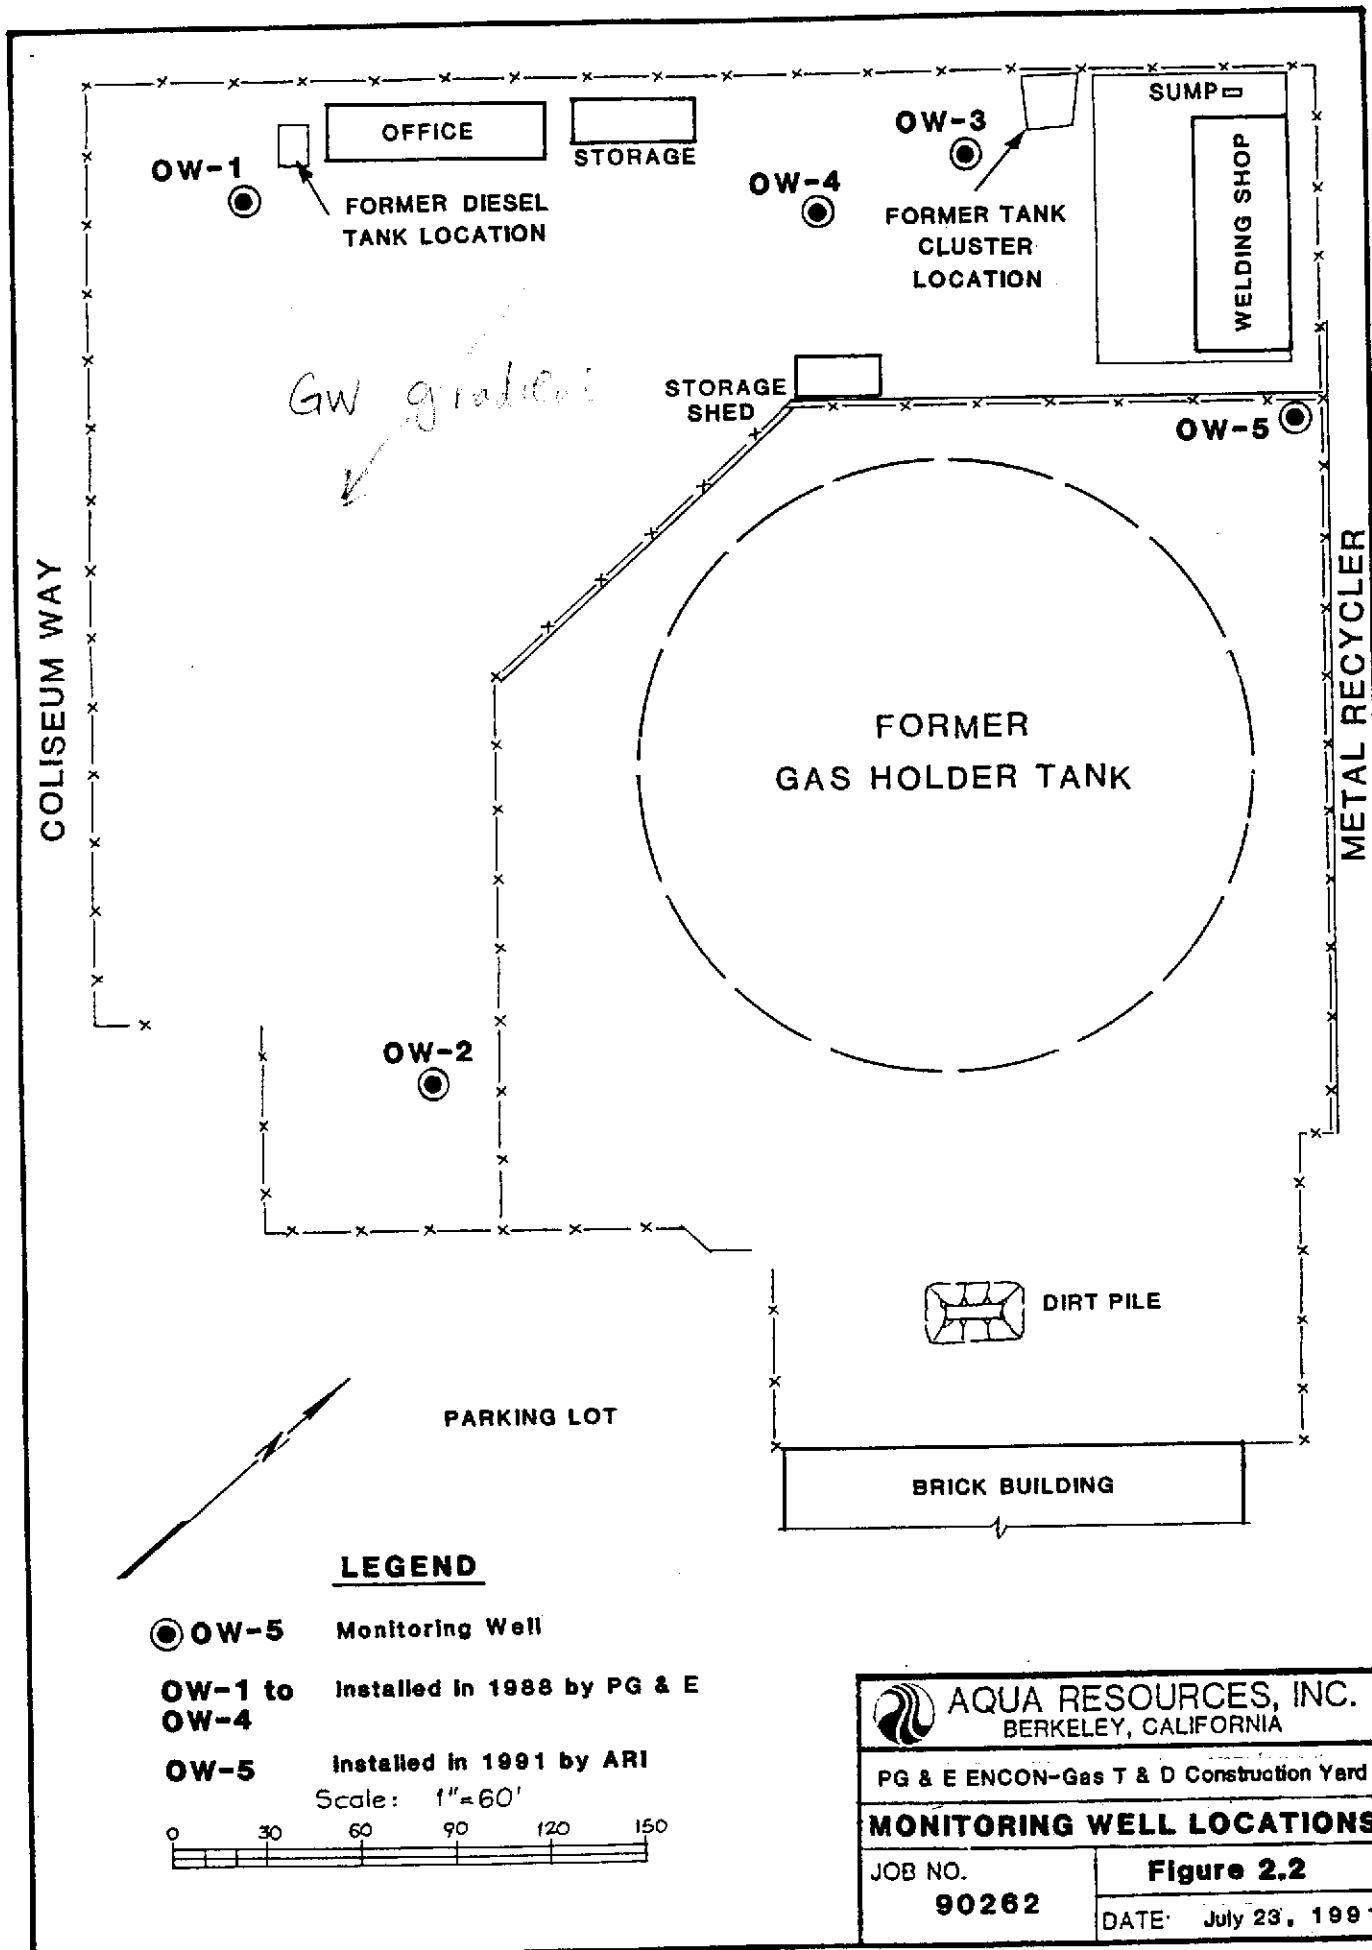 SUMP
OFFICE
STORAGE
OW-3
OW-1
OW-4
FORMER DIESEL
TANK LOCATION
FORMER TANK
CLUSTER
LOCATION
WELDING SHOP
GW gradient
STORAGE
SHED
OW-5
COLISEUM WAY
METAL RECYCLER
FORMER
GAS HOLDER TANK
OW-2
DIRT PILE
N
PARKING LOT
BRICK BUILDING
LEGEND
OW-5 Monitoring Well
OW-1 to Installed in 1988 by PG & E
OW-4
OW-5 Installed in 1991 by ARI
Scale: 1"=60'
0 30 60 90 120 150
AQUA RESOURCES, INC.
BERKELEY, CALIFORNIA
PG & E ENCON-Gas T & D Construction Yard
MONITORING WELL LOCATIONS
JOB NO.
90262
Figure 2.2
DATE: July 23, 1991